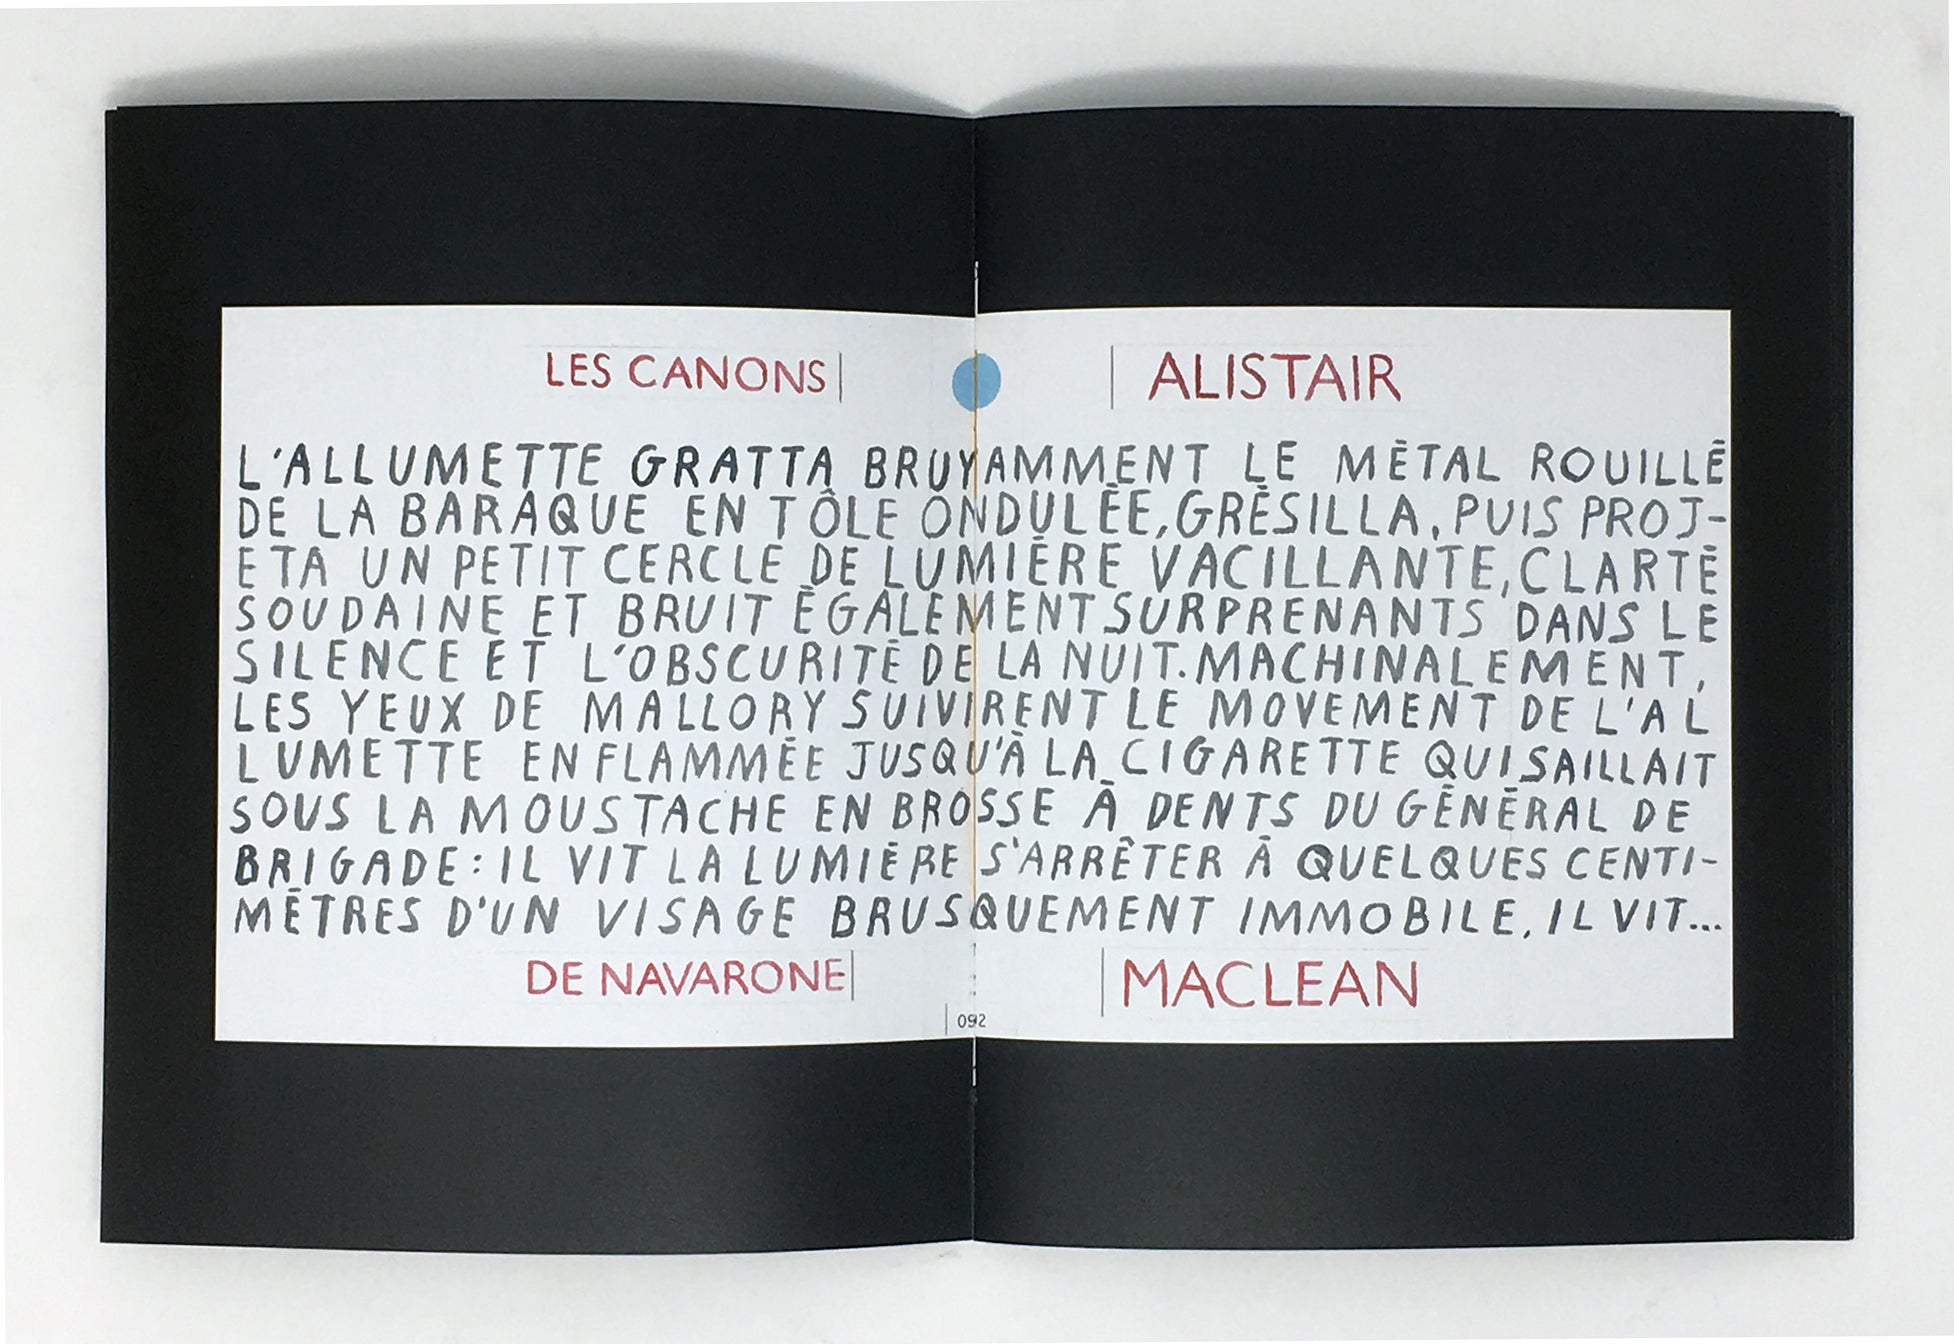 LES CANONS ALISTAIR
L'ALLUMETTE GRATTA BRUYAMMENT LE MÉTAL ROUILLÉ
DE LA BARAQUE EN TÔLE ONDULÉE, GRÉSILLA, PUIS PROJ-
ETA UN PETIT CERCLE DE LUMIÈRE VACILLANTE, CLARTÉ
SOUDAINE ET BRUIT ÉGALEMENT SURPRENANTS DANS LE
SILENCE ET L'OBSCURITÉ DE LA NUIT. MACHINALEMENT,
LES YEUX DE MALLORY SUIVIRENT LE MOVEMENT DE L'AL
LUMETTE ENFLAMMÉE JUSQU'À LA CIGARETTE QUI SAILLAIT
SOUS LA MOUSTACHE EN BROSSE À DENTS DU GÉNÉRAL DE
BRIGADE: IL VIT LA LUMIÈRE S'ARRÊTER À QUELQUES CENTI-
MÈTRES D'UN VISAGE BRUSQUEMENT IMMOBILE, IL VIT...
DE NAVARONE MACLEAN
092